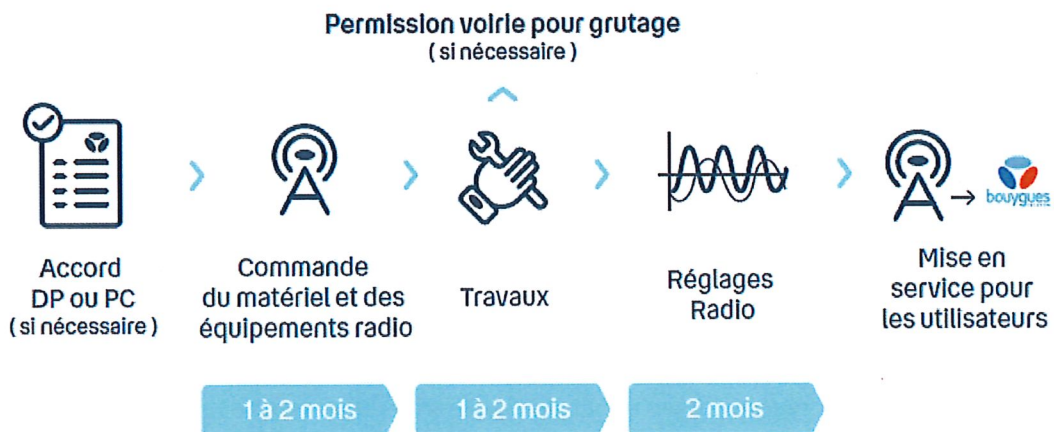 Permission voirie pour grutage
( si nécessaire )
bouygues
Accord
DP ou PC
( si nécessaire )
Commande
du matériel et des
équipements radio
Travaux
Réglages
Radio
Mise en
service pour
les utilisateurs
1 à 2 mois
1 à 2 mois
2 mois